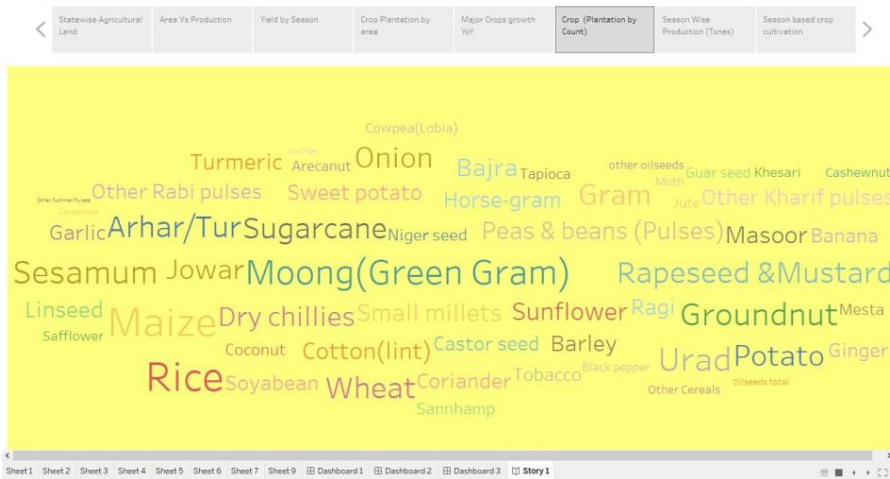 Statewise Agricultural
Land
Area Vs Production
Yield by Season
Crop Plantation by
area
Major Crops growth
YoY
Crop (Plantation by
Count)
Season Wise
Production (Tones)
Season based crop
cultivation
Cowpea(Lobia)
Dry Ginger
Turmeric Arecanut Onion Bajra Tapioca other oilseeds Guar seed Khesari Cashewnut
Moth
Other Summer Pulses Other Rabi pulses Sweet potato Horse-gram Gram Jute Other Kharif pulses
Cardamom
Garlic Arhar/Tur Sugarcane Niger seed Peas & beans (Pulses) Masoor Banana
Sesamum Jowar Moong(Green Gram) Rapeseed &Mustard
Linseed Maize Dry chillies Small millets Sunflower Ragi Groundnut Mesta
Safflower
Coconut Cotton(lint) Castor seed Barley Urad Potato Ginger
Rice Soyabean Wheat Coriander Tobacco Black pepper Other Cereals Oilseeds total
Sannhamp
Sheet 1 Sheet 2 Sheet 3 Sheet 4 Sheet 5 Sheet 6 Sheet 7 Sheet 9 Dashboard 1 Dashboard 2 Dashboard 3 Story 1